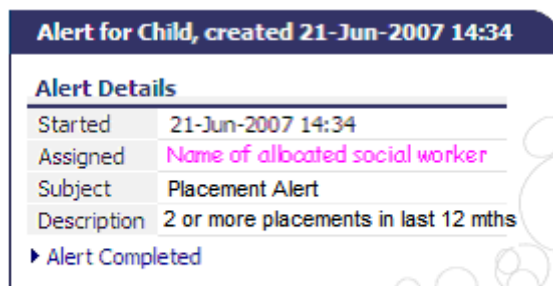 Alert for Child, created 21-Jun-2007 14:34
Alert Details
Started 21-Jun-2007 14:34
Assigned Name of allocated social worker
Subject Placement Alert
Description 2 or more placements in last 12 mths
Alert Completed